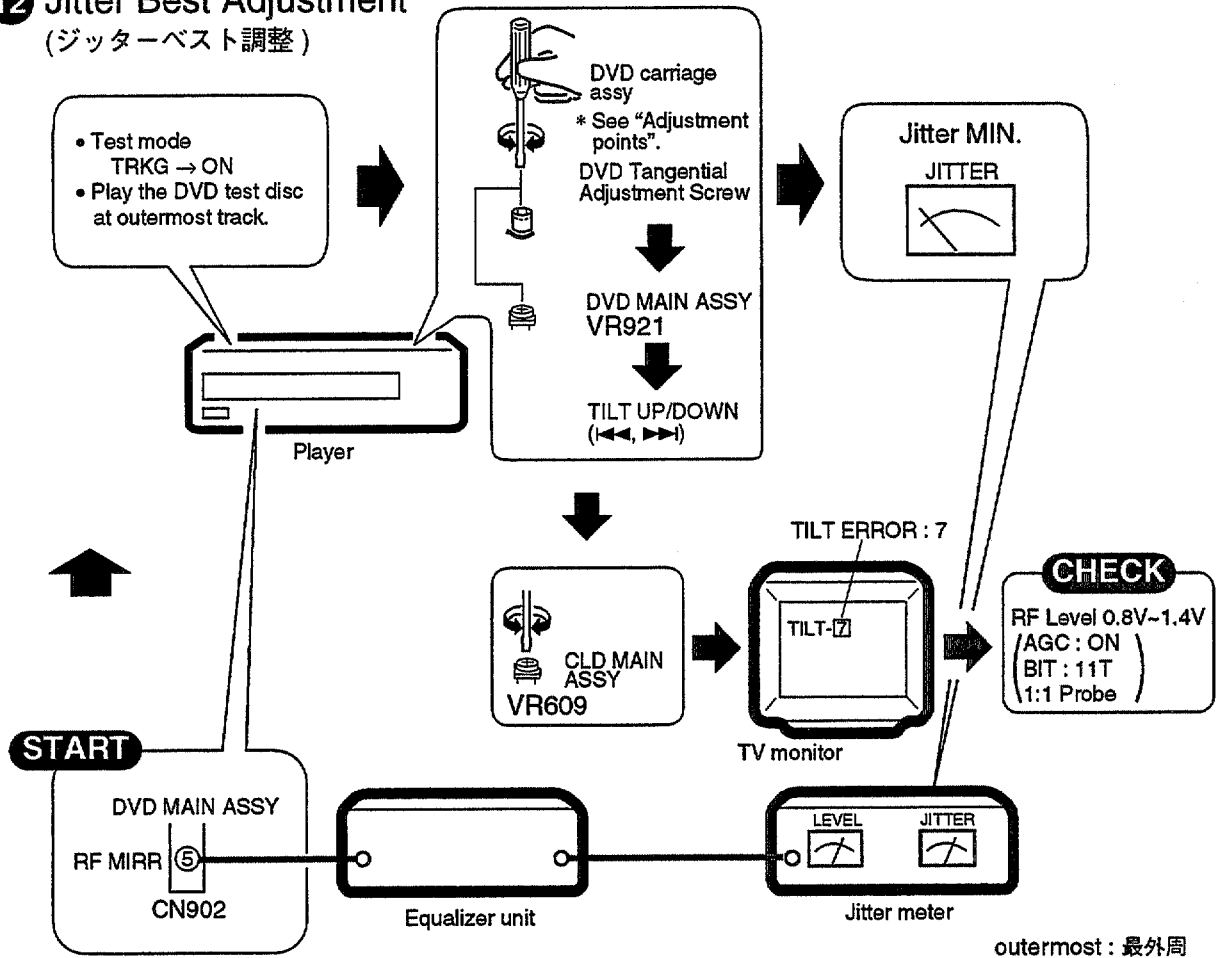 12 Jitter Best Adjustment
(ジッターベスト調整)
• Test mode
TRKG → ON
• Play the DVD test disc
at outermost track.
DVD carriage
assy
* See "Adjustment
points".
DVD Tangential
Adjustment Screw
DVD MAIN ASSY
VR921
TILT UP/DOWN
(⏮, ⏭)
Jitter MIN.
JITTER
Player
CLD MAIN
ASSY
VR609
TILT ERROR : 7
TILT-7
TV monitor
CHECK
RF Level 0.8V~1.4V
(AGC : ON
BIT : 11T
1:1 Probe)
START
DVD MAIN ASSY
RF MIRR ⑤
CN902
Equalizer unit
LEVEL JITTER
Jitter meter
outermost : 最外周